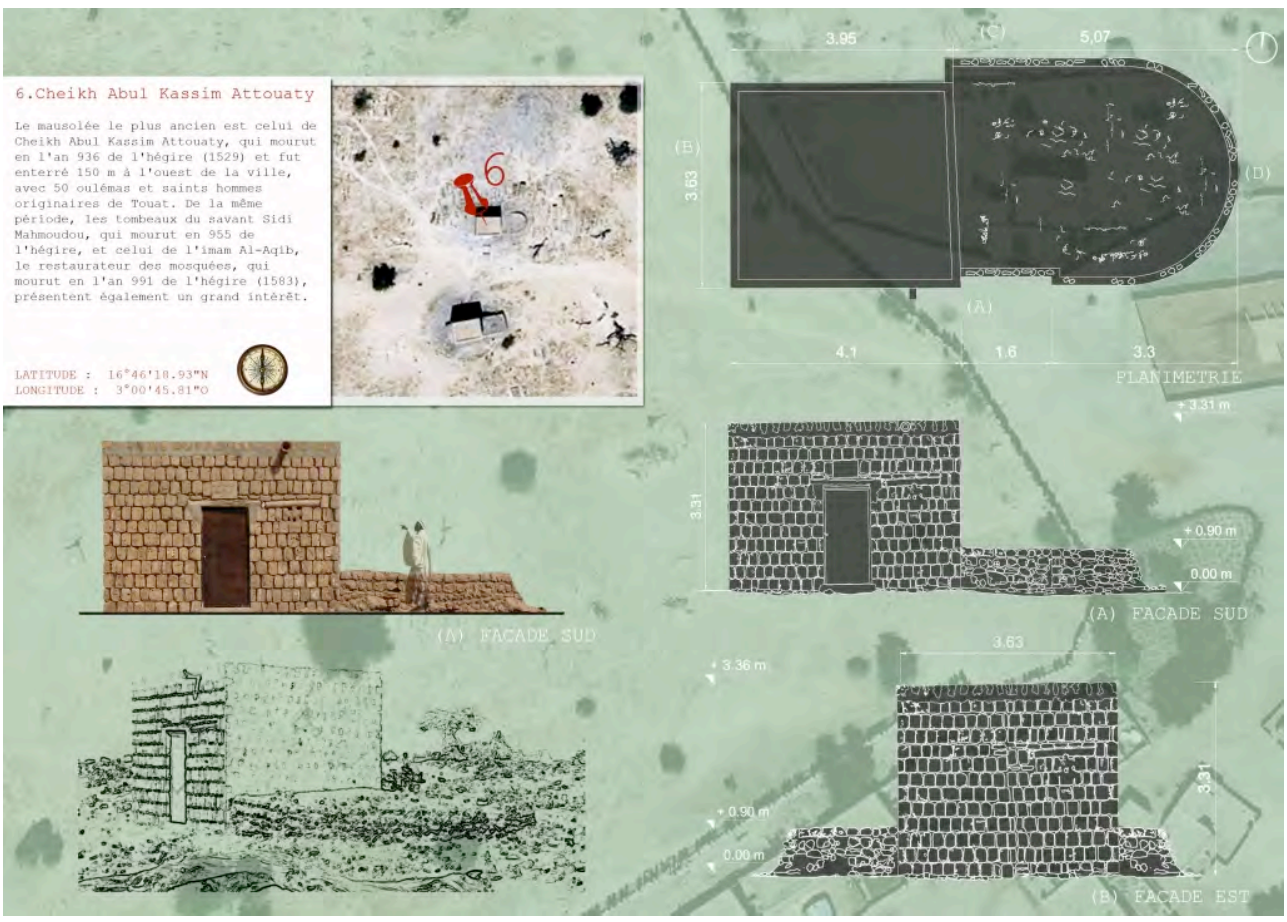 6.Cheikh Abul Kassim Attouaty
Le mausolée le plus ancien est celui de
Cheikh Abul Kassim Attouaty, qui mourut
en l'an 936 de l'hégire (1529) et fut
enterré 150 m à l'ouest de la ville,
avec 50 oulémas et saints hommes
originaires de Touat. De la même
période, les tombeaux du savant Sidi
Mahmoudou, qui mourut en 955 de
l'hégire, et celui de l'imam Al-Aqib,
le restaurateur des mosquées, qui
mourut en l'an 991 de l'hégire (1583),
présentent également un grand intérêt.
LATITUDE : 16°46'18.93"N
LONGITUDE : 3°00'45.81"O
6
3.95
(C)
5,07
(B)
3.63
(D)
(A)
4.1
1.6
3.3
PLANIMETRIE
+ 3.31 m
3.31
+ 0.90 m
0.00 m
(A) FACADE SUD
(A) FACADE SUD
3.63
+ 3.36 m
3.31
+ 0.90 m
0.00 m
(B) FACADE EST